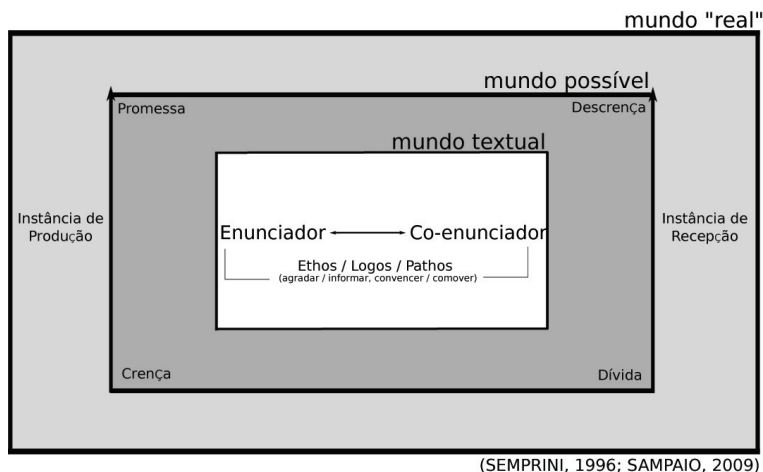 mundo "real"
mundo possível
Promessa
Descrença
mundo textual
Instância de
Produção
Enunciador
Co-enunciador
Instância de
Recepção
Ethos / Logos / Pathos
(agradar / informar, convencer / comover)
Crença
Dívida
(SEMPRINI, 1996; SAMPAIO, 2009)